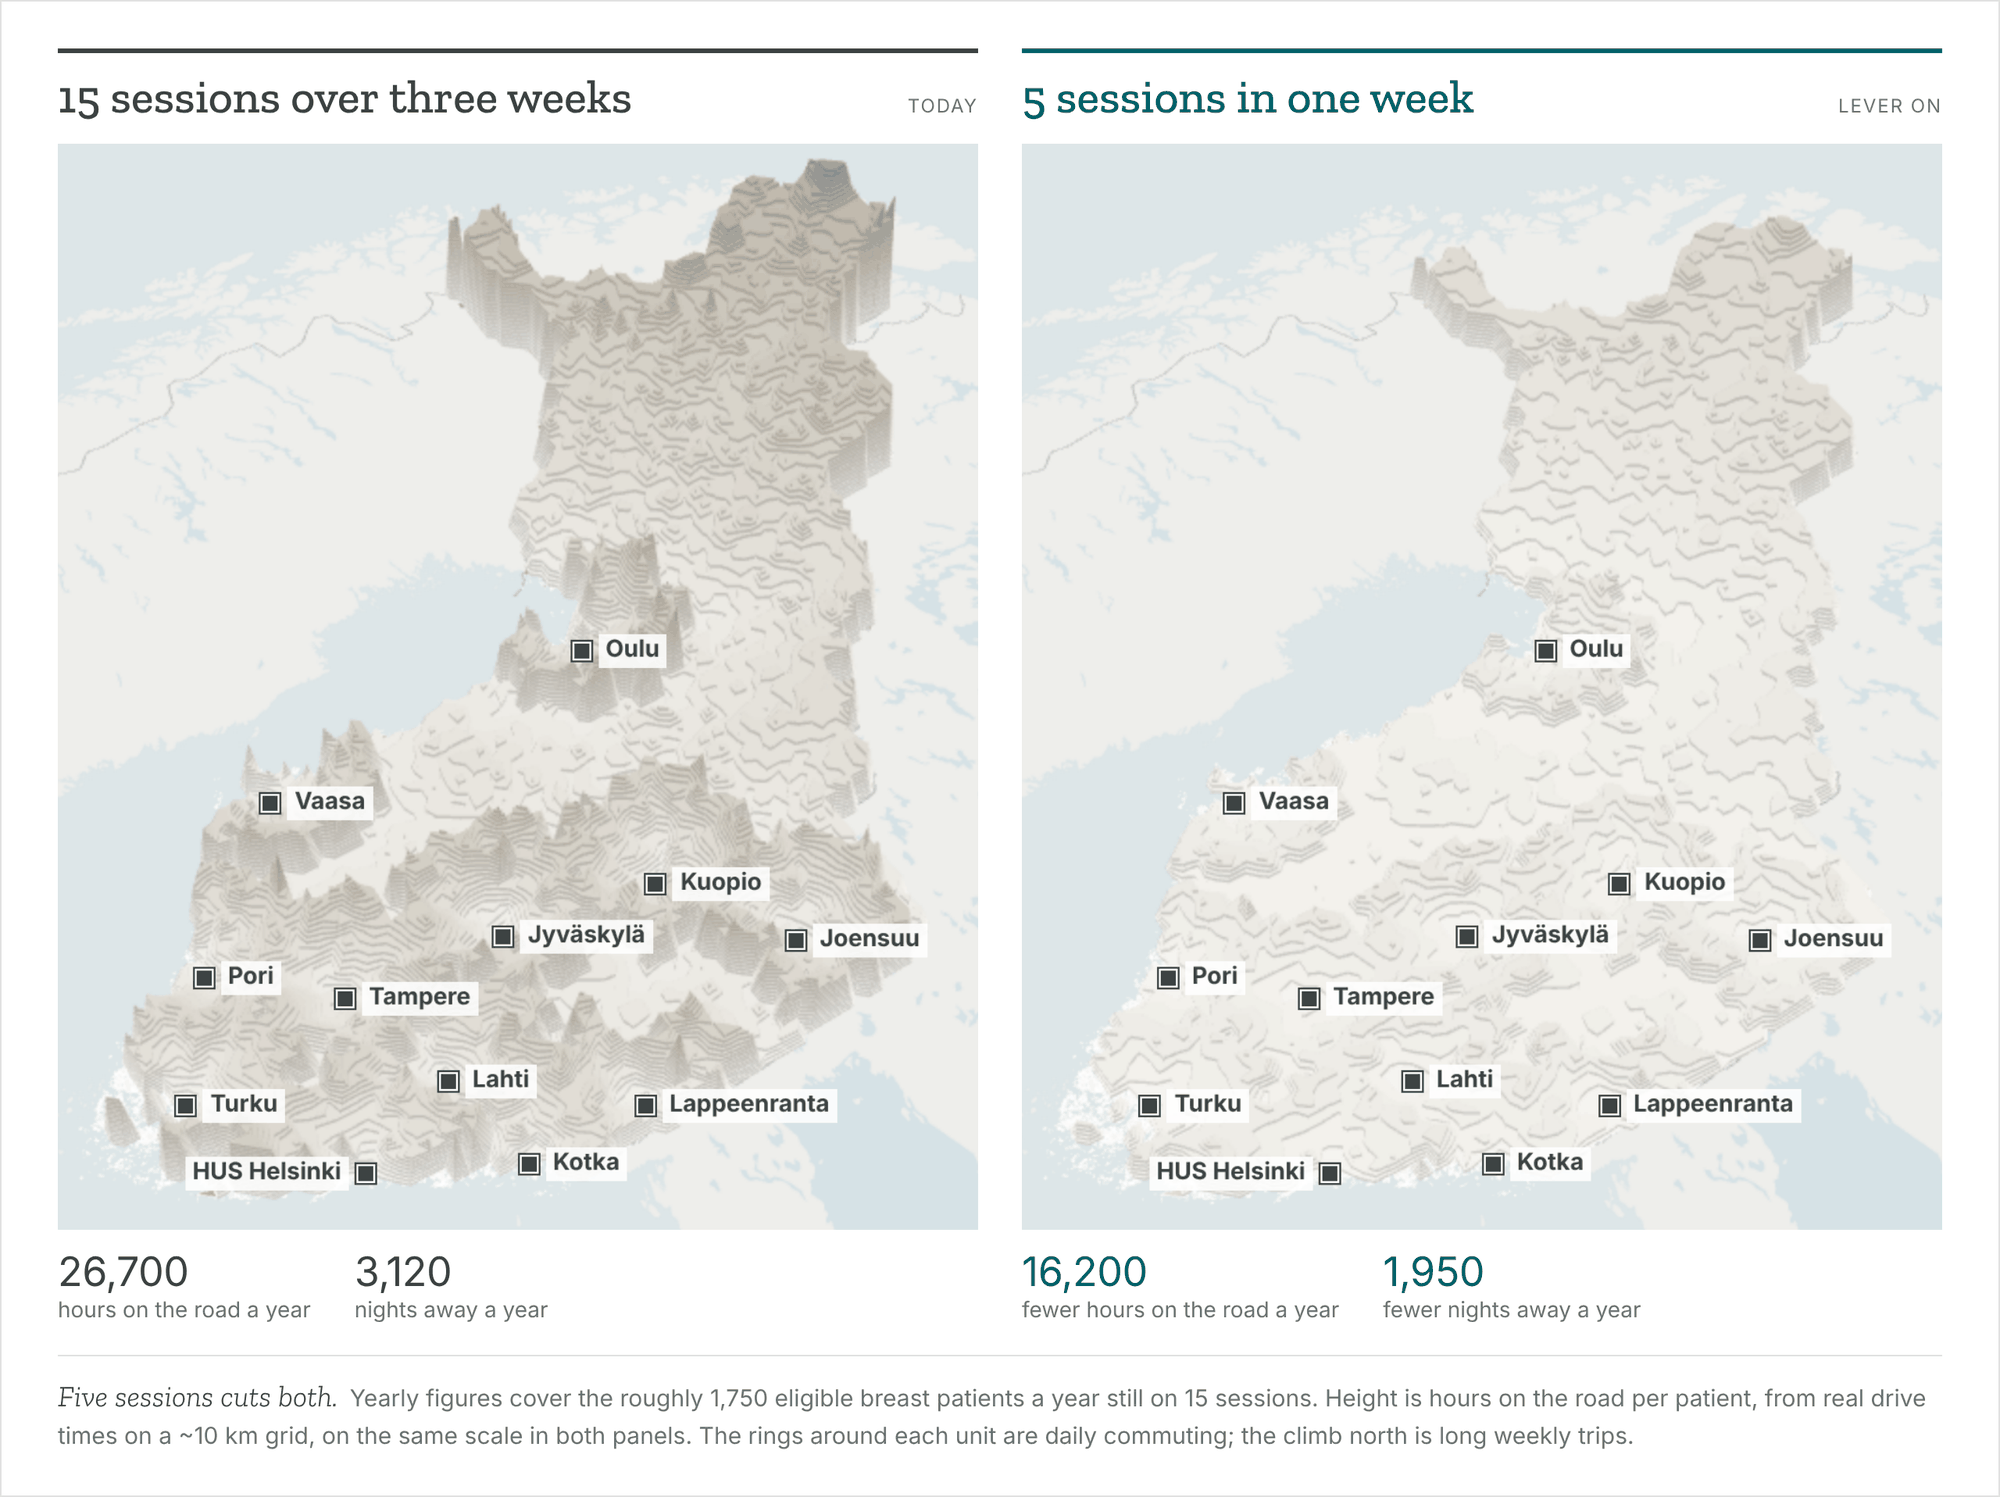 15 sessions over three weeks
TODAY
Oulu
Vaasa
Kuopio
Jyväskylä
Joensuu
Pori
Tampere
Lahti
Turku
Lappeenranta
HUS Helsinki
Kotka
26,700
hours on the road a year
3,120
nights away a year
5 sessions in one week
LEVER ON
Oulu
Vaasa
Kuopio
Jyväskylä
Joensuu
Pori
Tampere
Lahti
Turku
Lappeenranta
HUS Helsinki
Kotka
16,200
fewer hours on the road a year
1,950
fewer nights away a year
Five sessions cuts both. Yearly figures cover the roughly 1,750 eligible breast patients a year still on 15 sessions. Height is hours on the road per patient, from real drive
times on a ~10 km grid, on the same scale in both panels. The rings around each unit are daily commuting; the climb north is long weekly trips.